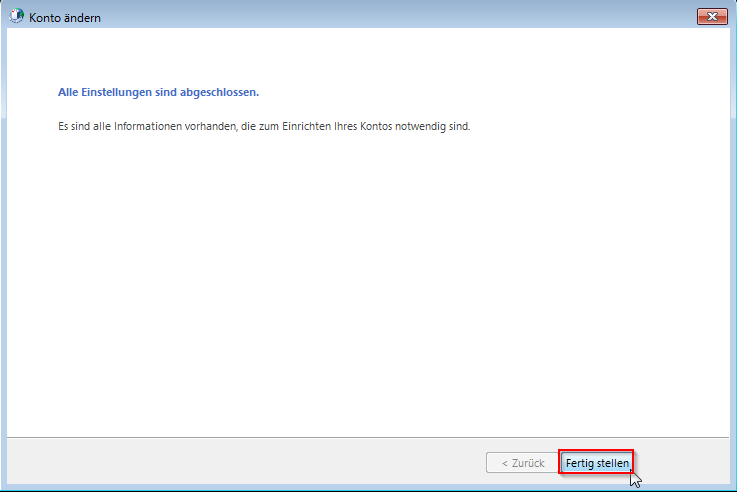 Konto ändern
Alle Einstellungen sind abgeschlossen.
Es sind alle Informationen vorhanden, die zum Einrichten Ihres Kontos notwendig sind.
< Zurück Fertig stellen